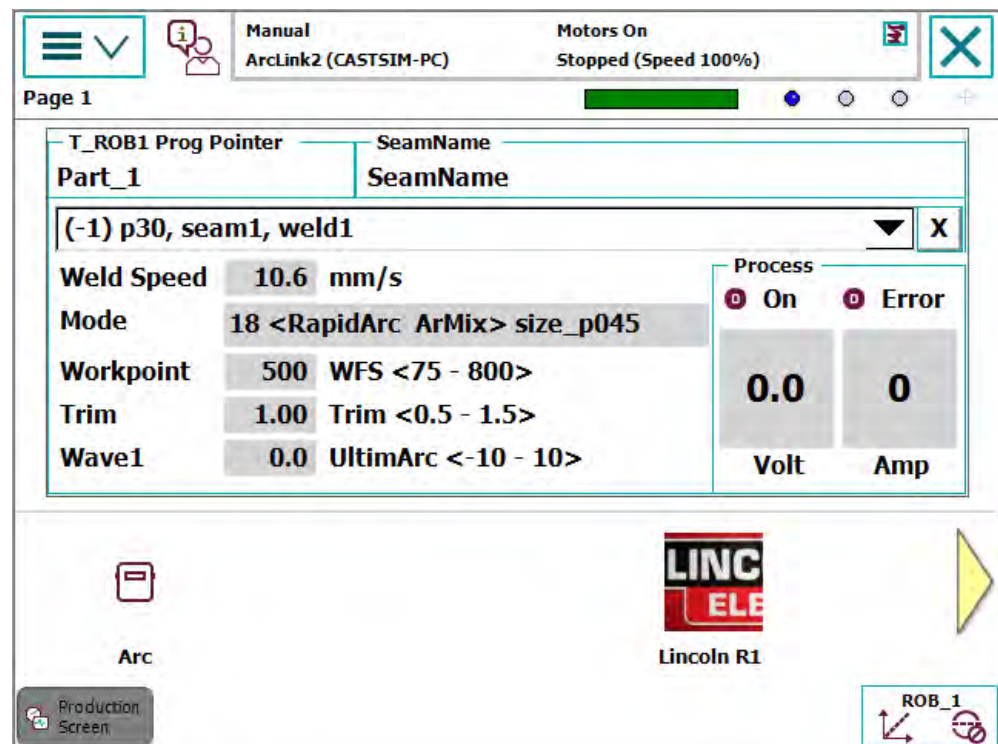 Manual
ArcLink2 (CASTSIM-PC)
Motors On
Stopped (Speed 100%)
Page 1
T_ROB1 Prog Pointer
SeamName
Part_1
SeamName
(-1) p30, seam1, weld1
X
Weld Speed 10.6 mm/s
Mode 18 <RapidArc ArMix> size_p045
Workpoint 500 WFS <75 - 800>
Trim 1.00 Trim <0.5 - 1.5>
Wave1 0.0 UltimArc <-10 - 10>
Process
D On D Error
0.0 0
Volt Amp
LINC
ELE
Arc
Lincoln R1
Production
Screen
ROB_1